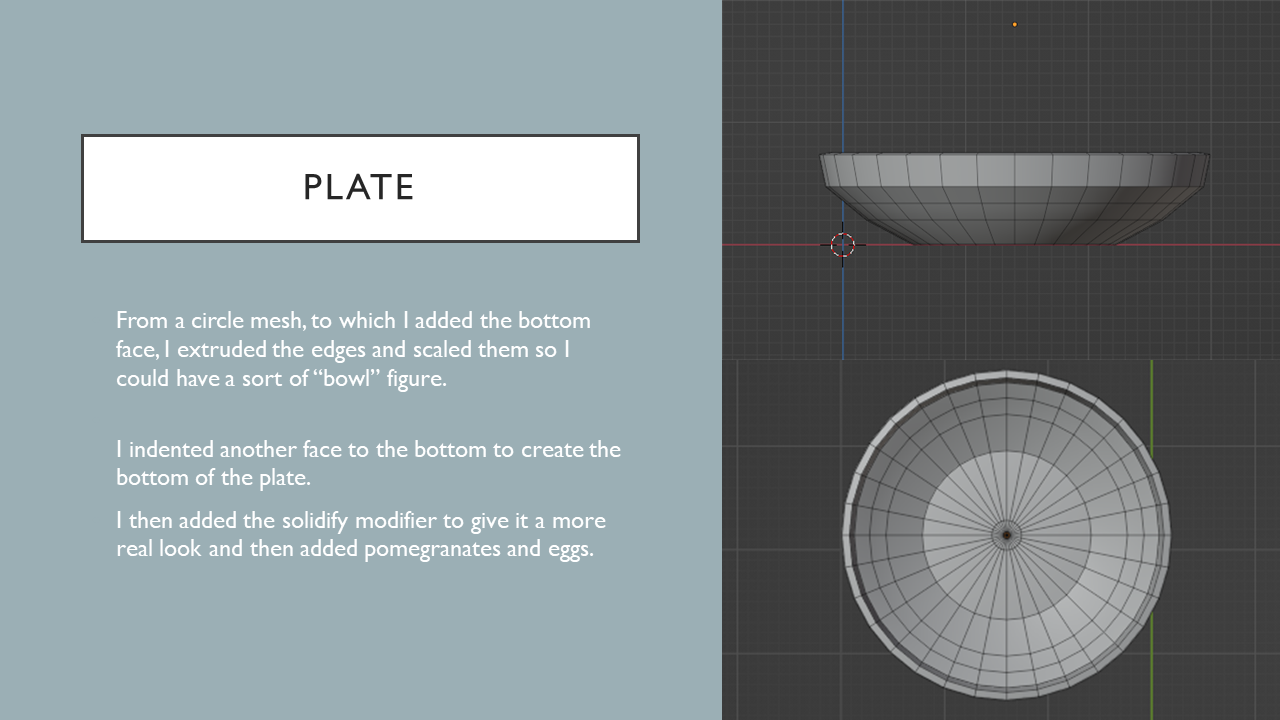 PLATE
From a circle mesh, to which I added the bottom
face, I extruded the edges and scaled them so I
could have a sort of “bowl” figure.
I indented another face to the bottom to create the
bottom of the plate.
I then added the solidify modifier to give it a more
real look and then added pomegranates and eggs.